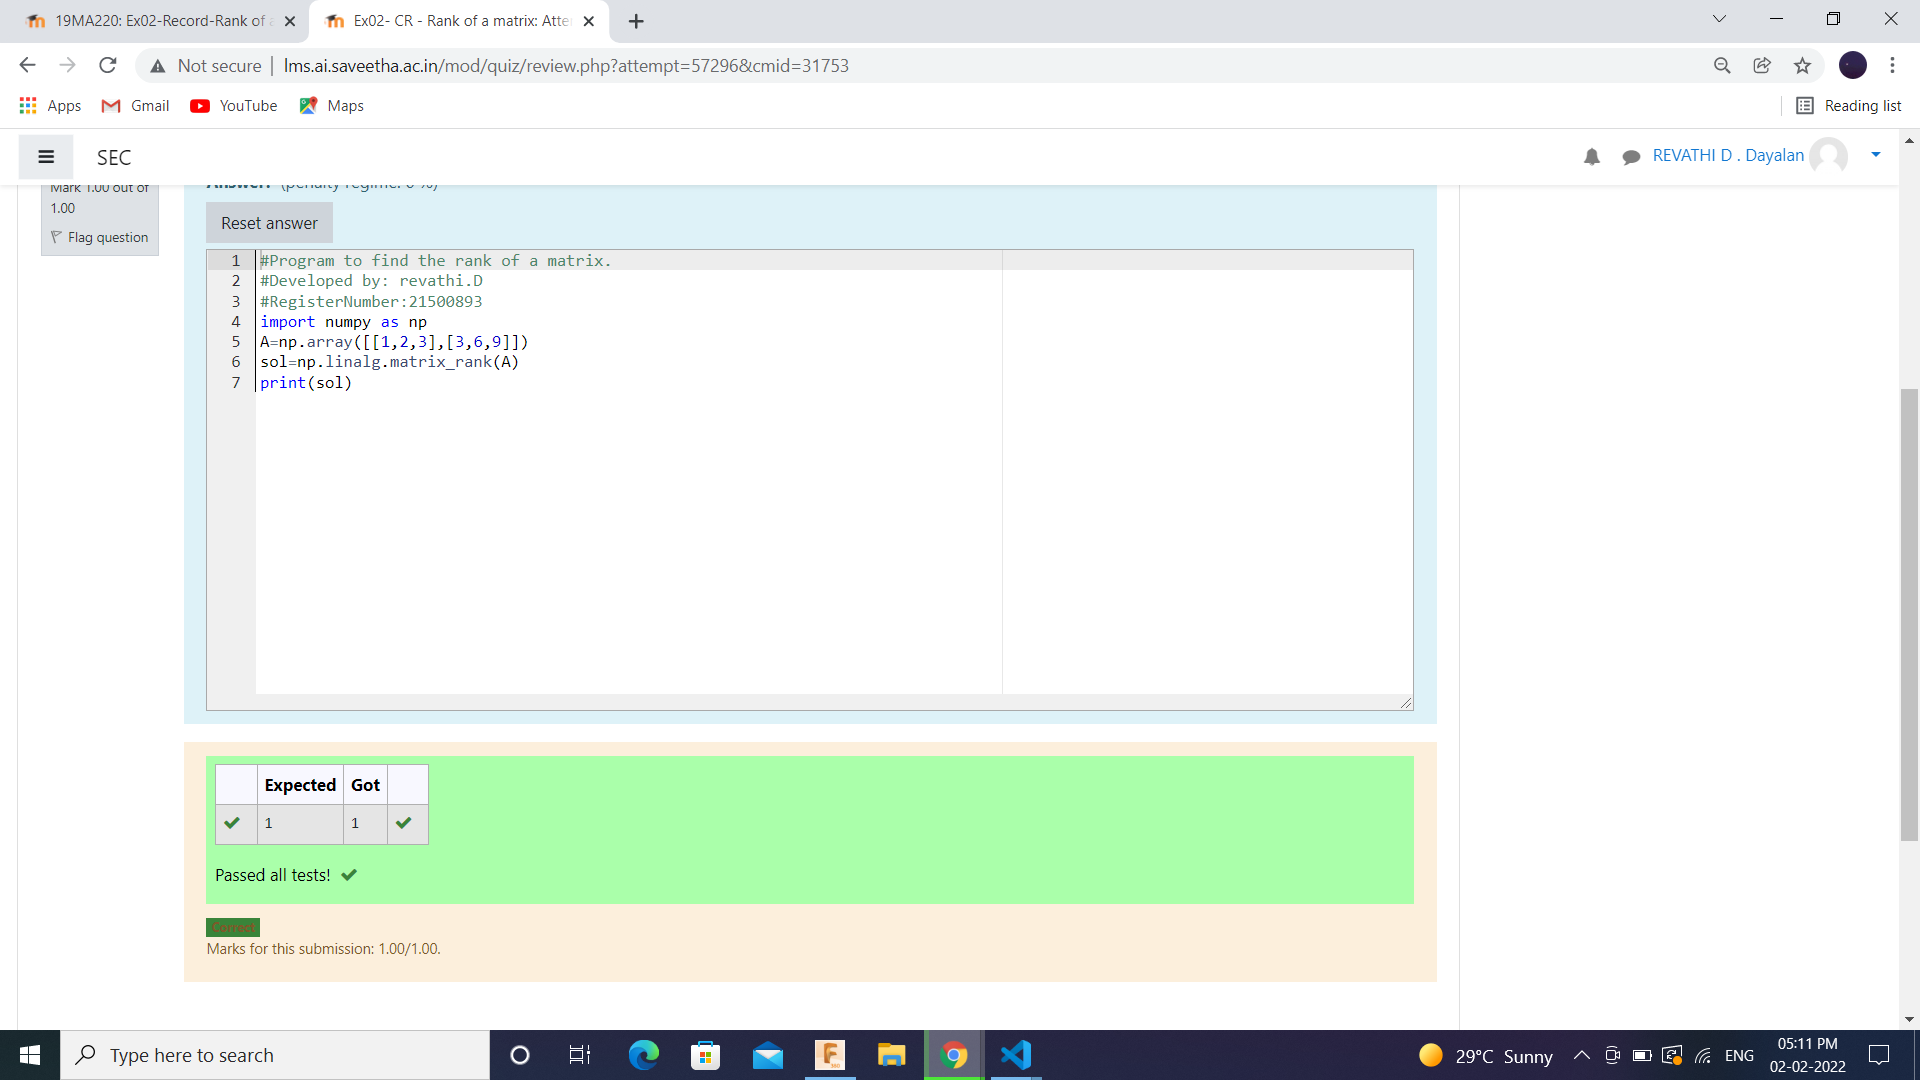 19MA220: Ex02-Record-Rank of a
Ex02- CR - Rank of a matrix: Atte
Not secure
lms.ai.saveetha.ac.in/mod/quiz/review.php?attempt=57296&cmid=31753
Apps
Gmail
YouTube
Maps
Reading list
SEC
REVATHI D . Dayalan
Mark 1.00 out of
1.00
Flag question
Answer: (penalty regime: 0 %)
Reset answer
1 #Program to find the rank of a matrix.
2 #Developed by: revathi.D
3 #RegisterNumber:21500893
4 import numpy as np
5 A=np.array([[1,2,3],[3,6,9]])
6 sol=np.linalg.matrix_rank(A)
7 print(sol)
Expected Got
1 1
Passed all tests!
Correct
Marks for this submission: 1.00/1.00.
Type here to search
29°C Sunny
ENG
05:11 PM
02-02-2022